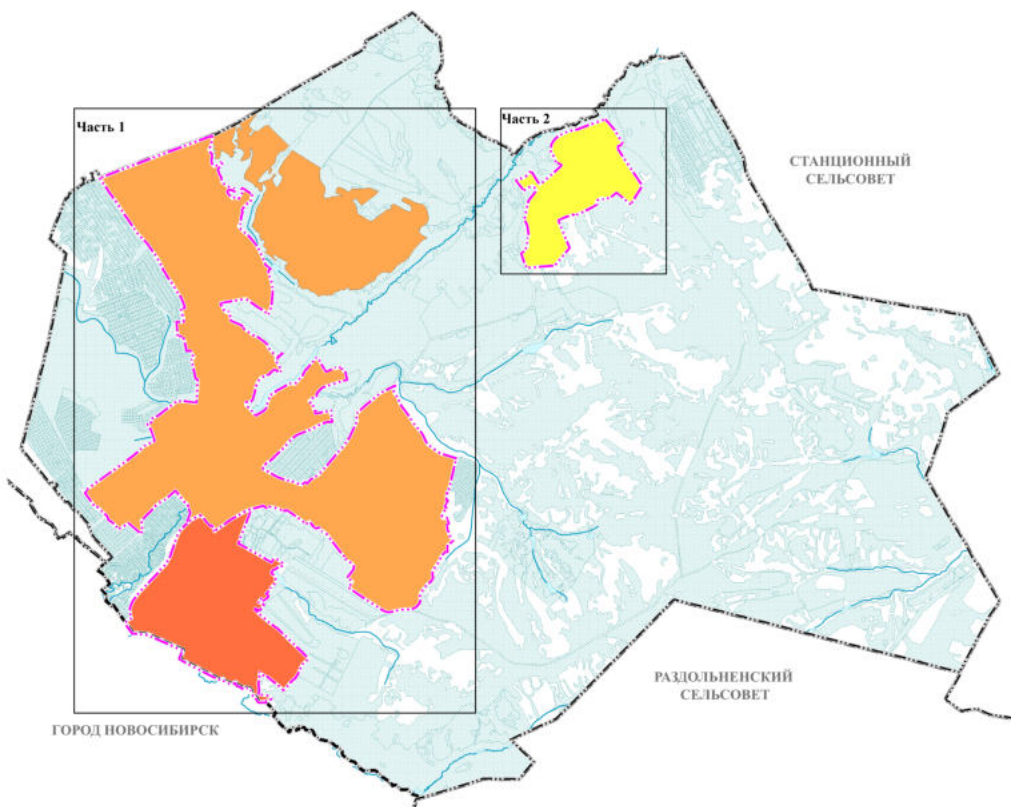 Часть 1
Часть 2
СТАНЦИОННЫЙ
СЕЛЬСОВЕТ
РАЗДОЛЬНЕНСКИЙ
СЕЛЬСОВЕТ
ГОРОД НОВОСИБИРСК